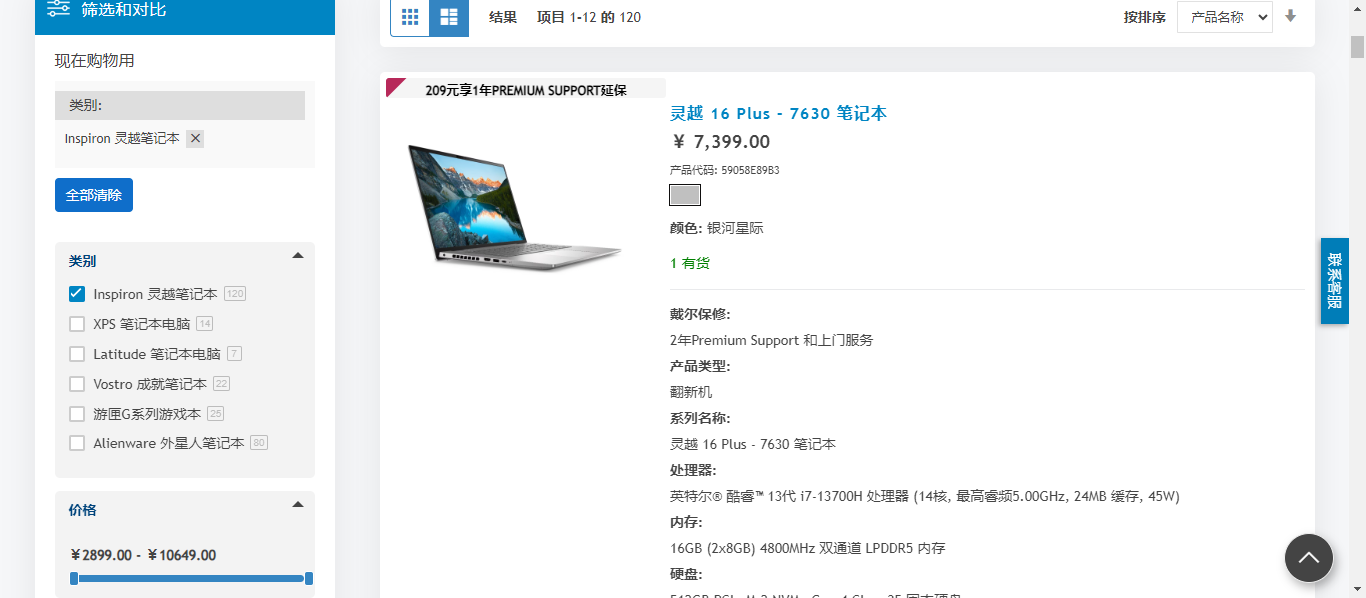 筛选和对比
结果 项目 1-12 的 120
按排序 产品名称
现在购物用
类别:
Inspiron 灵越笔记本
全部清除
类别
Inspiron 灵越笔记本 120
XPS 笔记本电脑 14
Latitude 笔记本电脑 7
Vostro 成就笔记本 22
游匣G系列游戏本 25
Alienware 外星人笔记本 80
价格
¥2899.00 - ¥10649.00
209元享1年PREMIUM SUPPORT延保
灵越 16 Plus - 7630 笔记本
¥ 7,399.00
产品代码: 59058E89B3
颜色: 银河星际
1 有货
戴尔保修:
2年Premium Support 和上门服务
产品类型:
翻新机
系列名称:
灵越 16 Plus - 7630 笔记本
处理器:
英特尔® 酷睿™ 13代 i7-13700H 处理器 (14核, 最高睿频5.00GHz, 24MB 缓存, 45W)
内存:
16GB (2x8GB) 4800MHz 双通道 LPDDR5 内存
硬盘:
联系客服